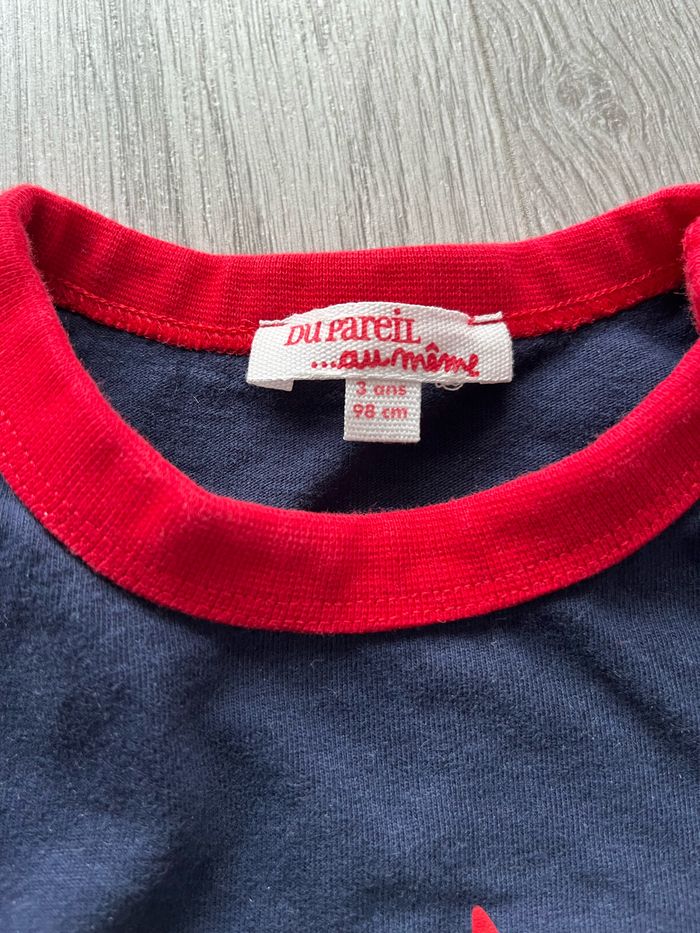 DU PAREIL
...au même
3 ans
98 cm